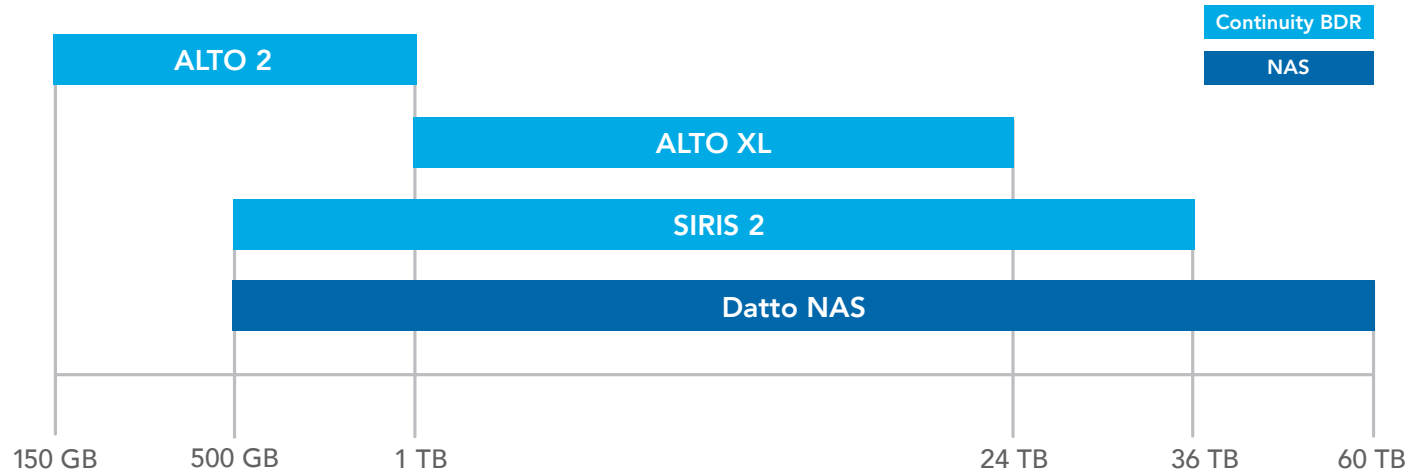 Continuity BDR
NAS
ALTO 2
ALTO XL
SIRIS 2
Datto NAS
150 GB
500 GB
1 TB
24 TB
36 TB
60 TB